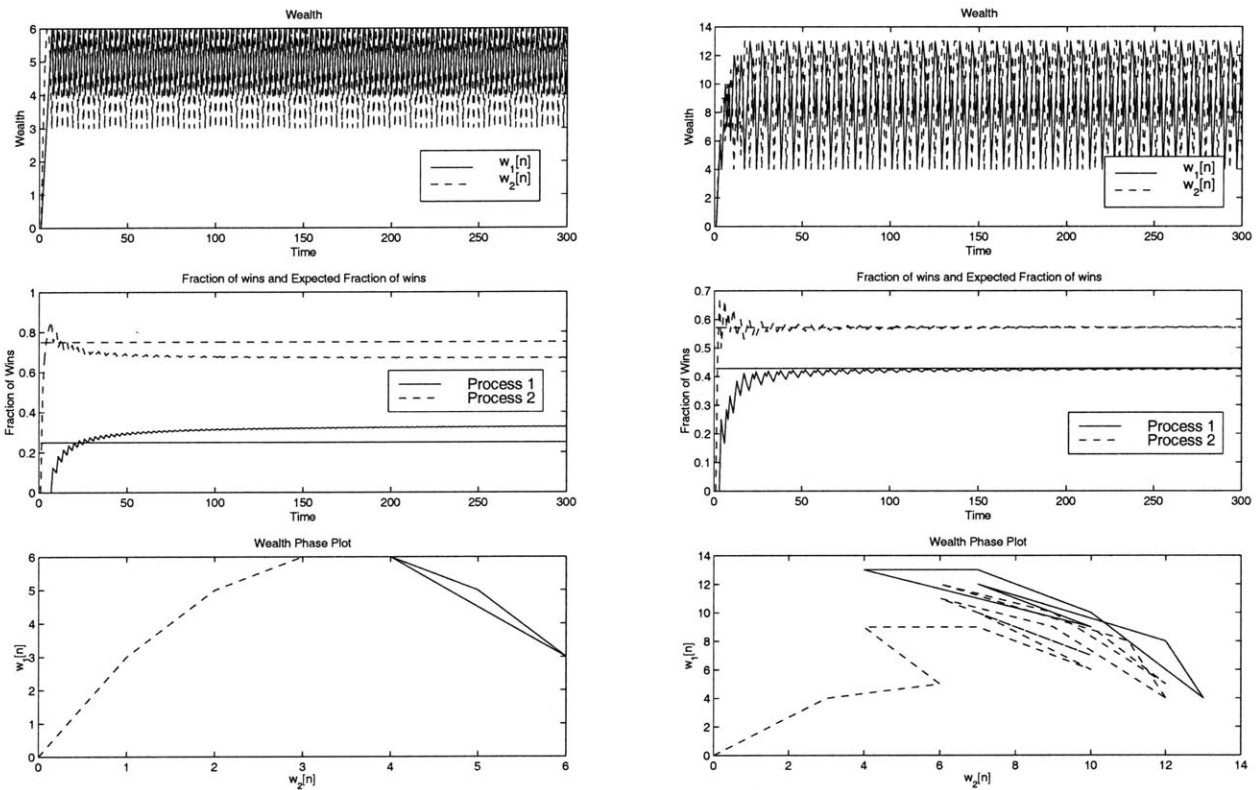 Wealth
6
5
4
3
2
1
0
Wealth
w1[n]
w2[n]
0 50 100 150 200 250 300
Time
Fraction of wins and Expected Fraction of wins
1
0.8
0.6
0.4
0.2
0
Fraction of Wins
Process 1
Process 2
0 50 100 150 200 250 300
Time
Wealth Phase Plot
6
5
4
3
2
1
0
w1[n]
0 1 2 3 4 5 6
w2[n]
Wealth
14
12
10
8
6
4
2
0
Wealth
w1[n]
w2[n]
0 50 100 150 200 250 300
Time
Fraction of wins and Expected Fraction of wins
0.7
0.6
0.5
0.4
0.3
0.2
0.1
0
Fraction of Wins
Process 1
Process 2
0 50 100 150 200 250 300
Time
Wealth Phase Plot
14
12
10
8
6
4
2
0
w1[n]
0 2 4 6 8 10 12 14
w2[n]